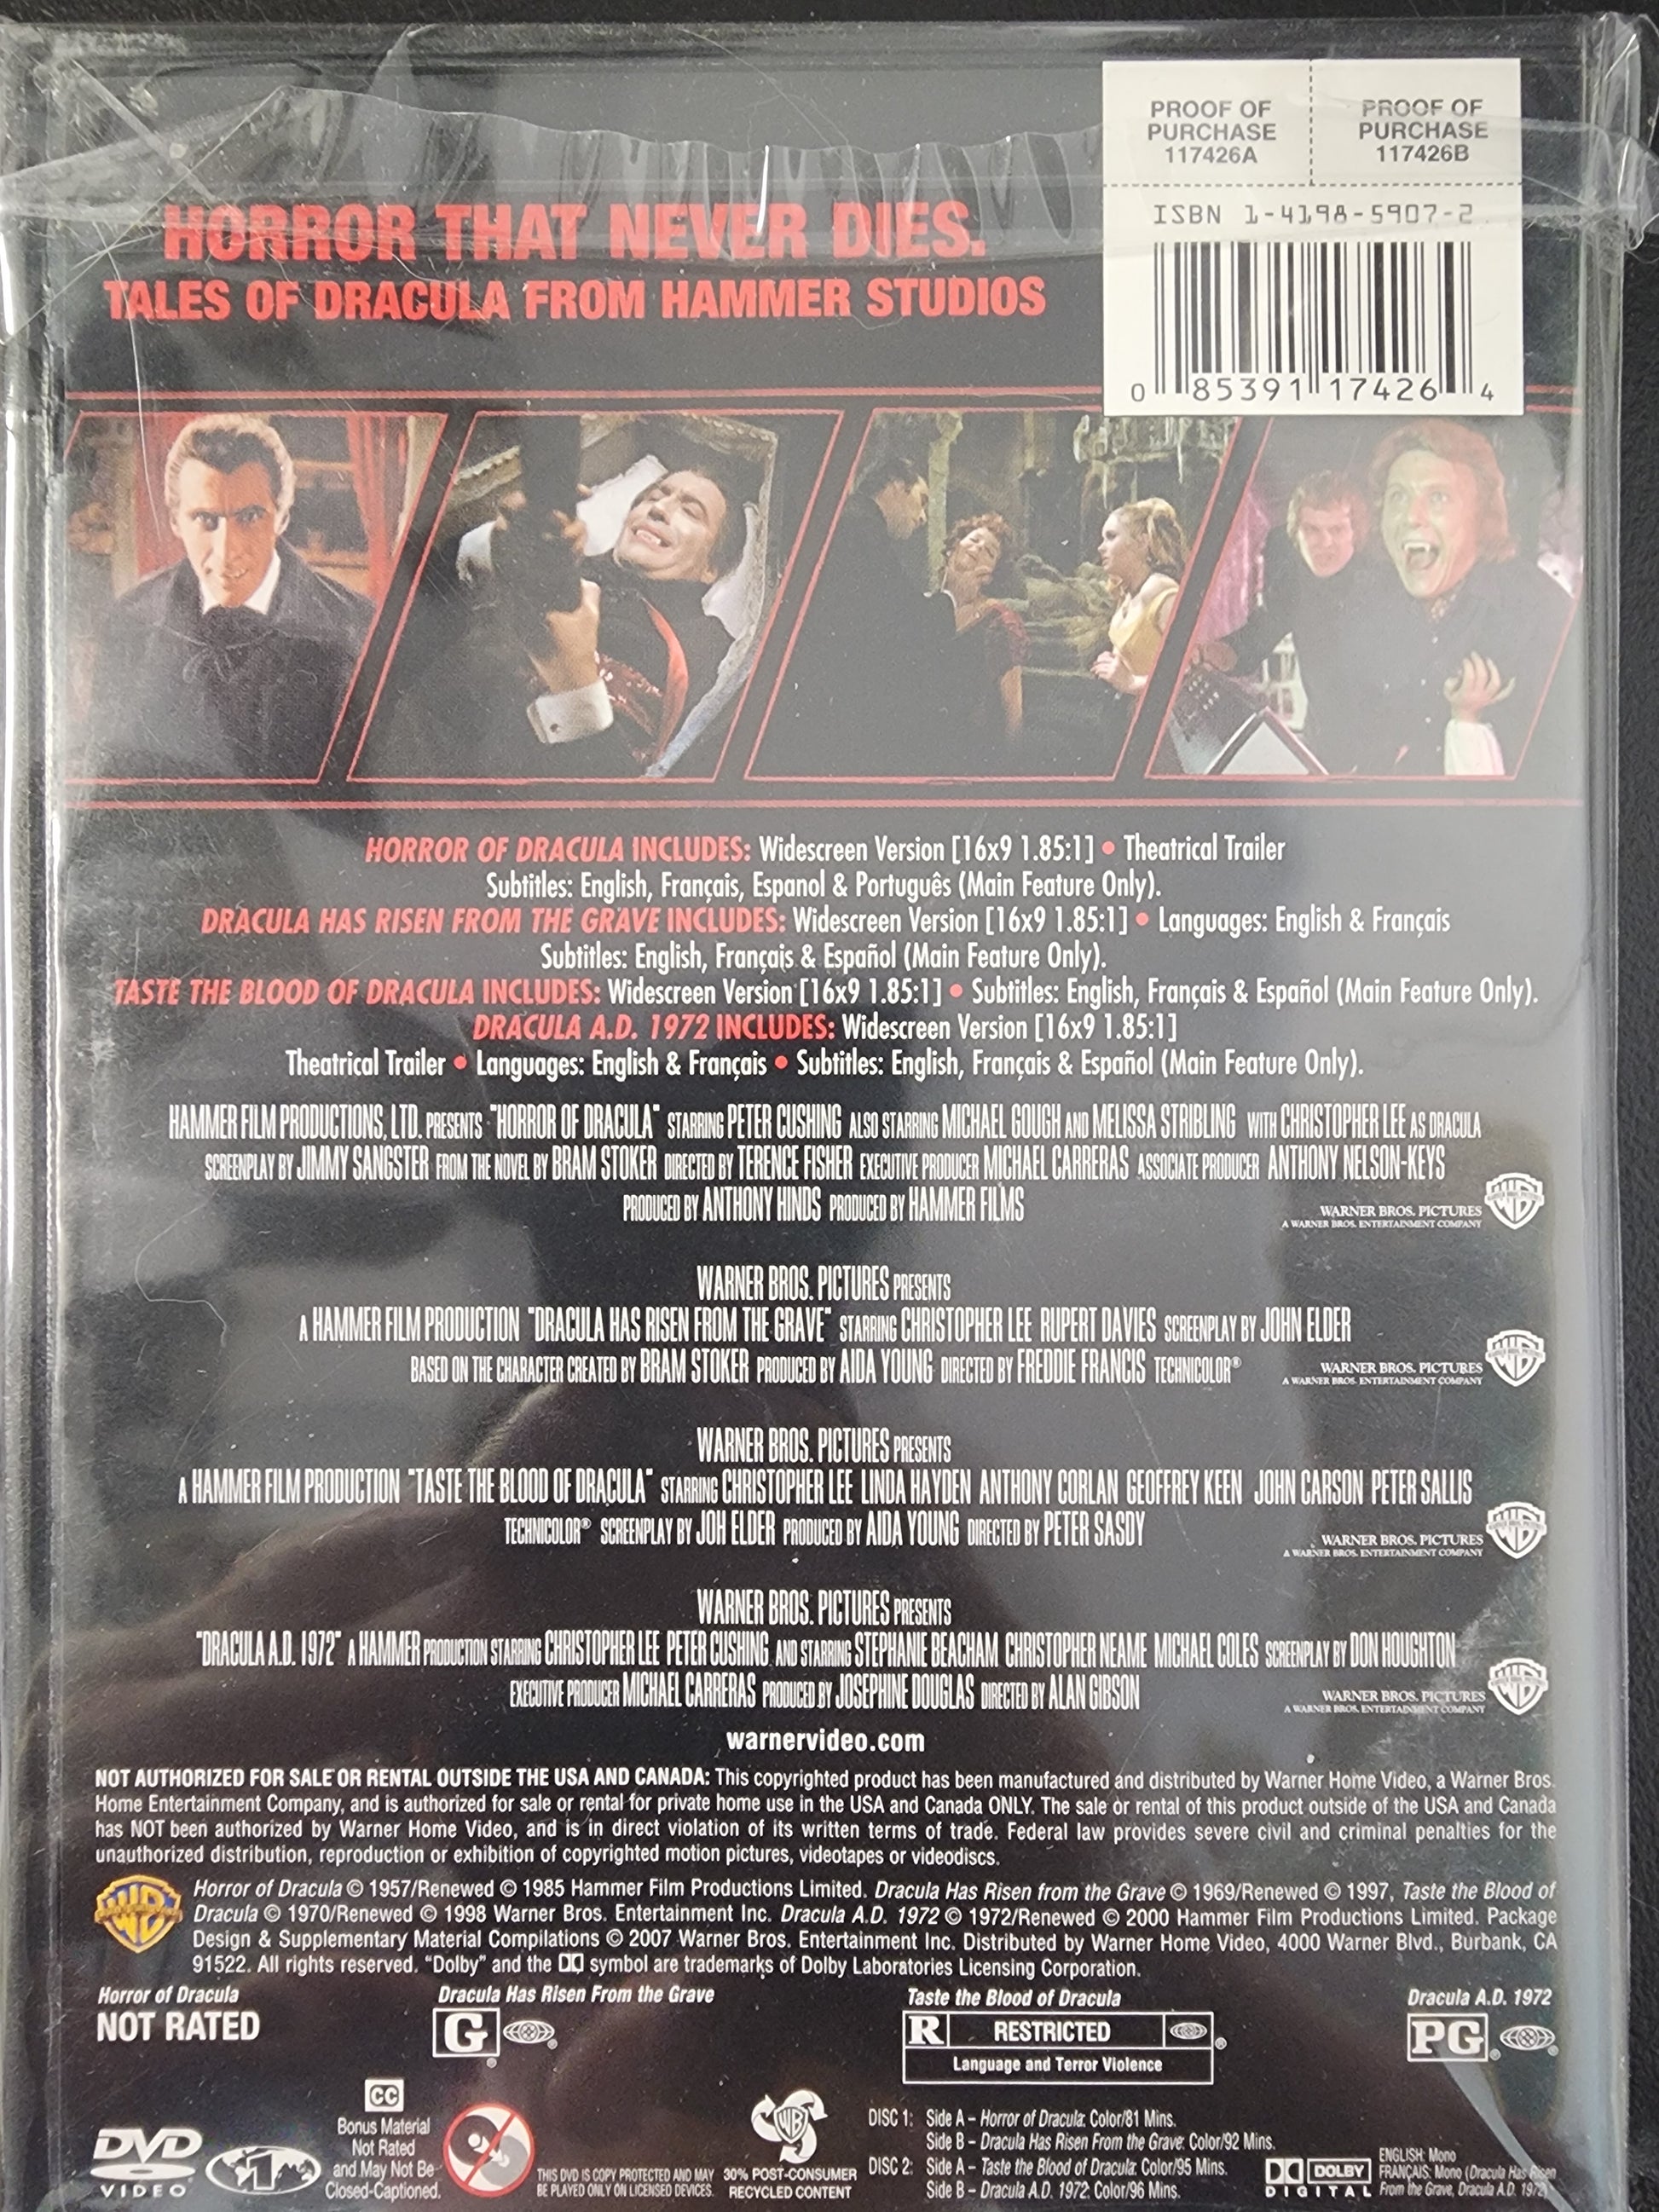 PROOF OF PURCHASE 117426A
PROOF OF PURCHASE 117426B
ISBN 1-4198-5907-2
0 85391 17426 4
HORROR THAT NEVER DIES.
TALES OF DRACULA FROM HAMMER STUDIOS
HORROR OF DRACULA INCLUDES: Widescreen Version [16x9 1.85:1] • Theatrical Trailer
Subtitles: English, Français, Espanol & Português (Main Feature Only).
DRACULA HAS RISEN FROM THE GRAVE INCLUDES: Widescreen Version [16x9 1.85:1] • Languages: English & Français
Subtitles: English, Français & Español (Main Feature Only).
TASTE THE BLOOD OF DRACULA INCLUDES: Widescreen Version [16x9 1.85:1] • Subtitles: English, Français & Español (Main Feature Only).
DRACULA A.D. 1972 INCLUDES: Widescreen Version [16x9 1.85:1]
Theatrical Trailer • Languages: English & Français • Subtitles: English, Français & Español (Main Feature Only).
HAMMER FILM PRODUCTIONS, LTD. PRESENTS "HORROR OF DRACULA" STARRING PETER CUSHING ALSO STARRING MICHAEL GOUGH AND MELISSA STRIBLING WITH CHRISTOPHER LEE AS DRACULA
SCREENPLAY BY JIMMY SANGSTER FROM THE NOVEL BY BRAM STOKER DIRECTED BY TERENCE FISHER EXECUTIVE PRODUCER MICHAEL CARRERAS ASSOCIATE PRODUCER ANTHONY NELSON-KEYS
PRODUCED BY ANTHONY HINDS PRODUCED BY HAMMER FILMS
WARNER BROS. PICTURES
A WARNER BROS. ENTERTAINMENT COMPANY
WARNER BROS. PICTURES PRESENTS
A HAMMER FILM PRODUCTION "DRACULA HAS RISEN FROM THE GRAVE" STARRING CHRISTOPHER LEE RUPERT DAVIES SCREENPLAY BY JOHN ELDER
BASED ON THE CHARACTER CREATED BY BRAM STOKER PRODUCED BY AIDA YOUNG DIRECTED BY FREDDIE FRANCIS TECHNICOLOR®
WARNER BROS. PICTURES
A WARNER BROS. ENTERTAINMENT COMPANY
WARNER BROS. PICTURES PRESENTS
A HAMMER FILM PRODUCTION "TASTE THE BLOOD OF DRACULA" STARRING CHRISTOPHER LEE LINDA HAYDEN ANTHONY CORLAN GEOFFREY KEEN JOHN CARSON PETER SALLIS
TECHNICOLOR® SCREENPLAY BY JOH ELDER PRODUCED BY AIDA YOUNG DIRECTED BY PETER SASDY
WARNER BROS. PICTURES
A WARNER BROS. ENTERTAINMENT COMPANY
WARNER BROS. PICTURES PRESENTS
"DRACULA A.D. 1972" A HAMMER PRODUCTION STARRING CHRISTOPHER LEE PETER CUSHING AND STARRING STEPHANIE BEACHAM CHRISTOPHER NEAME MICHAEL COLES SCREENPLAY BY DON HOUGHTON
EXECUTIVE PRODUCER MICHAEL CARRERAS PRODUCED BY JOSEPHINE DOUGLAS DIRECTED BY ALAN GIBSON
WARNER BROS. PICTURES
A WARNER BROS. ENTERTAINMENT COMPANY
warnervideo.com
NOT AUTHORIZED FOR SALE OR RENTAL OUTSIDE THE USA AND CANADA: This copyrighted product has been manufactured and distributed by Warner Home Video, a Warner Bros.
Home Entertainment Company, and is authorized for sale or rental for private home use in the USA and Canada ONLY. The sale or rental of this product outside of the USA and Canada
has NOT been authorized by Warner Home Video, and is in direct violation of its written terms of trade. Federal law provides severe civil and criminal penalties for the
unauthorized distribution, reproduction or exhibition of copyrighted motion pictures, videotapes or videodiscs.
Horror of Dracula © 1957/Renewed © 1985 Hammer Film Productions Limited. Dracula Has Risen from the Grave © 1969/Renewed © 1997, Taste the Blood of
Dracula © 1970/Renewed © 1998 Warner Bros. Entertainment Inc. Dracula A.D. 1972 © 1972/Renewed © 2000 Hammer Film Productions Limited. Package
Design & Supplementary Material Compilations © 2007 Warner Bros. Entertainment Inc. Distributed by Warner Home Video, 4000 Warner Blvd., Burbank, CA
91522. All rights reserved. "Dolby" and the DD symbol are trademarks of Dolby Laboratories Licensing Corporation.
Horror of Dracula
NOT RATED
Dracula Has Risen From the Grave
G ®
Taste the Blood of Dracula
R RESTRICTED ®
Language and Terror Violence
Dracula A.D. 1972
PG ®
DVD
VIDEO
1
CC
Bonus Material
Not Rated
and May Not Be
Closed-Captioned.
THIS DVD IS COPY PROTECTED AND MAY
BE PLAYED ONLY ON LICENSED DEVICES.
30% POST-CONSUMER
RECYCLED CONTENT
DISC 1: Side A – Horror of Dracula: Color/81 Mins.
Side B – Dracula Has Risen From the Grave: Color/92 Mins.
DISC 2: Side A – Taste the Blood of Dracula: Color/95 Mins.
Side B – Dracula A.D. 1972: Color/96 Mins.
DOLBY
DIGITAL
ENGLISH: Mono
FRANÇAIS: Mono (Dracula Has Risen
From the Grave, Dracula A.D. 1972)